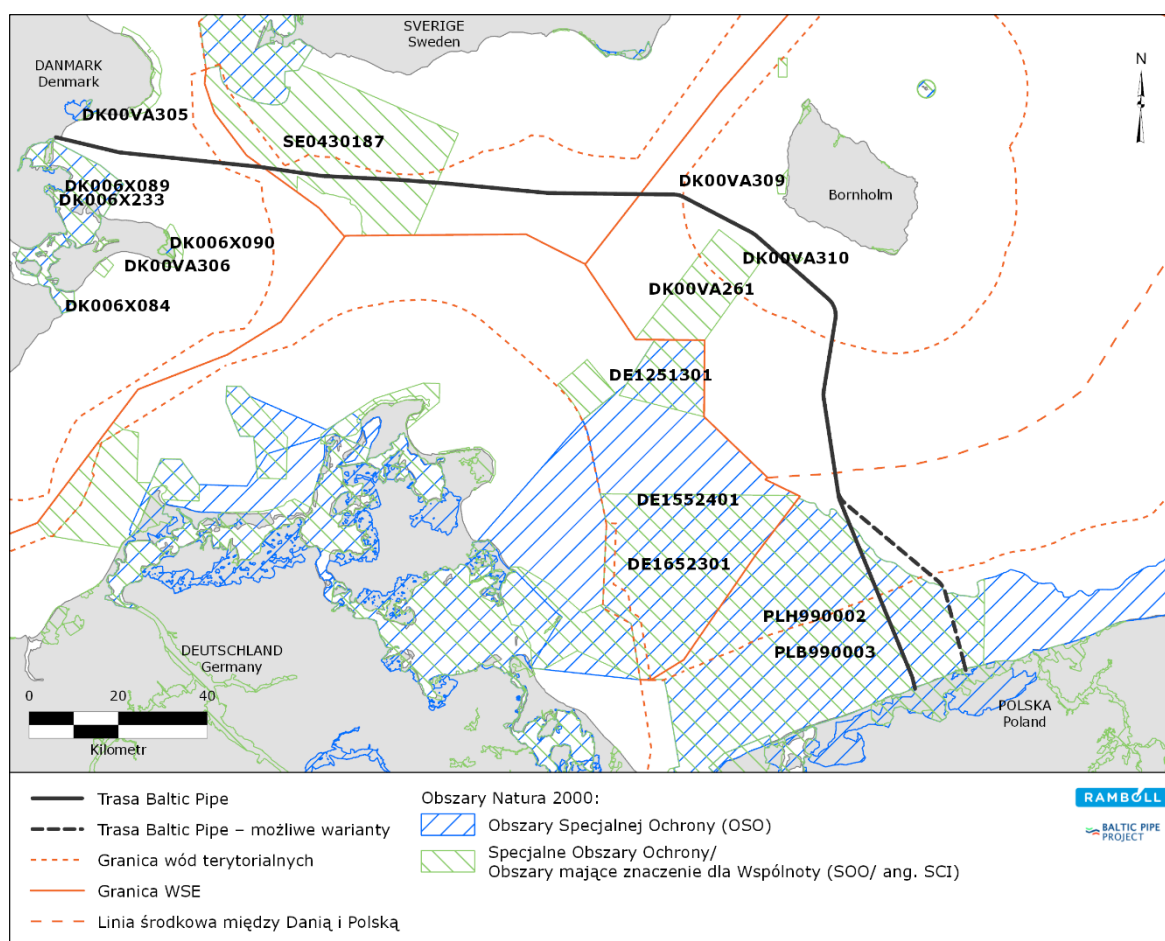 SVERIGE
Sweden
DANMARK
Denmark
N
DK00VA305
SE0430187
DK006X089
DK006X233
DK00VA309
Bornholm
DK006X090
DK00VA306
DK00VA310
DK00VA261
DK006X084
DE1251301
DE1552401
DE1652301
PLH990002
PLB990003
DEUTSCHLAND
Germany
POLSKA
Poland
0 20 40
Kilometr
Trasa Baltic Pipe
Trasa Baltic Pipe – możliwe warianty
Granica wód terytorialnych
Granica WSE
Linia środkowa między Danią i Polską
Obszary Natura 2000:
Obszary Specjalnej Ochrony (OSO)
Specjalne Obszary Ochrony/
Obszary mające znaczenie dla Wspólnoty (SOO/ ang. SCI)
RAMBOLL
BALTIC PIPE
PROJECT